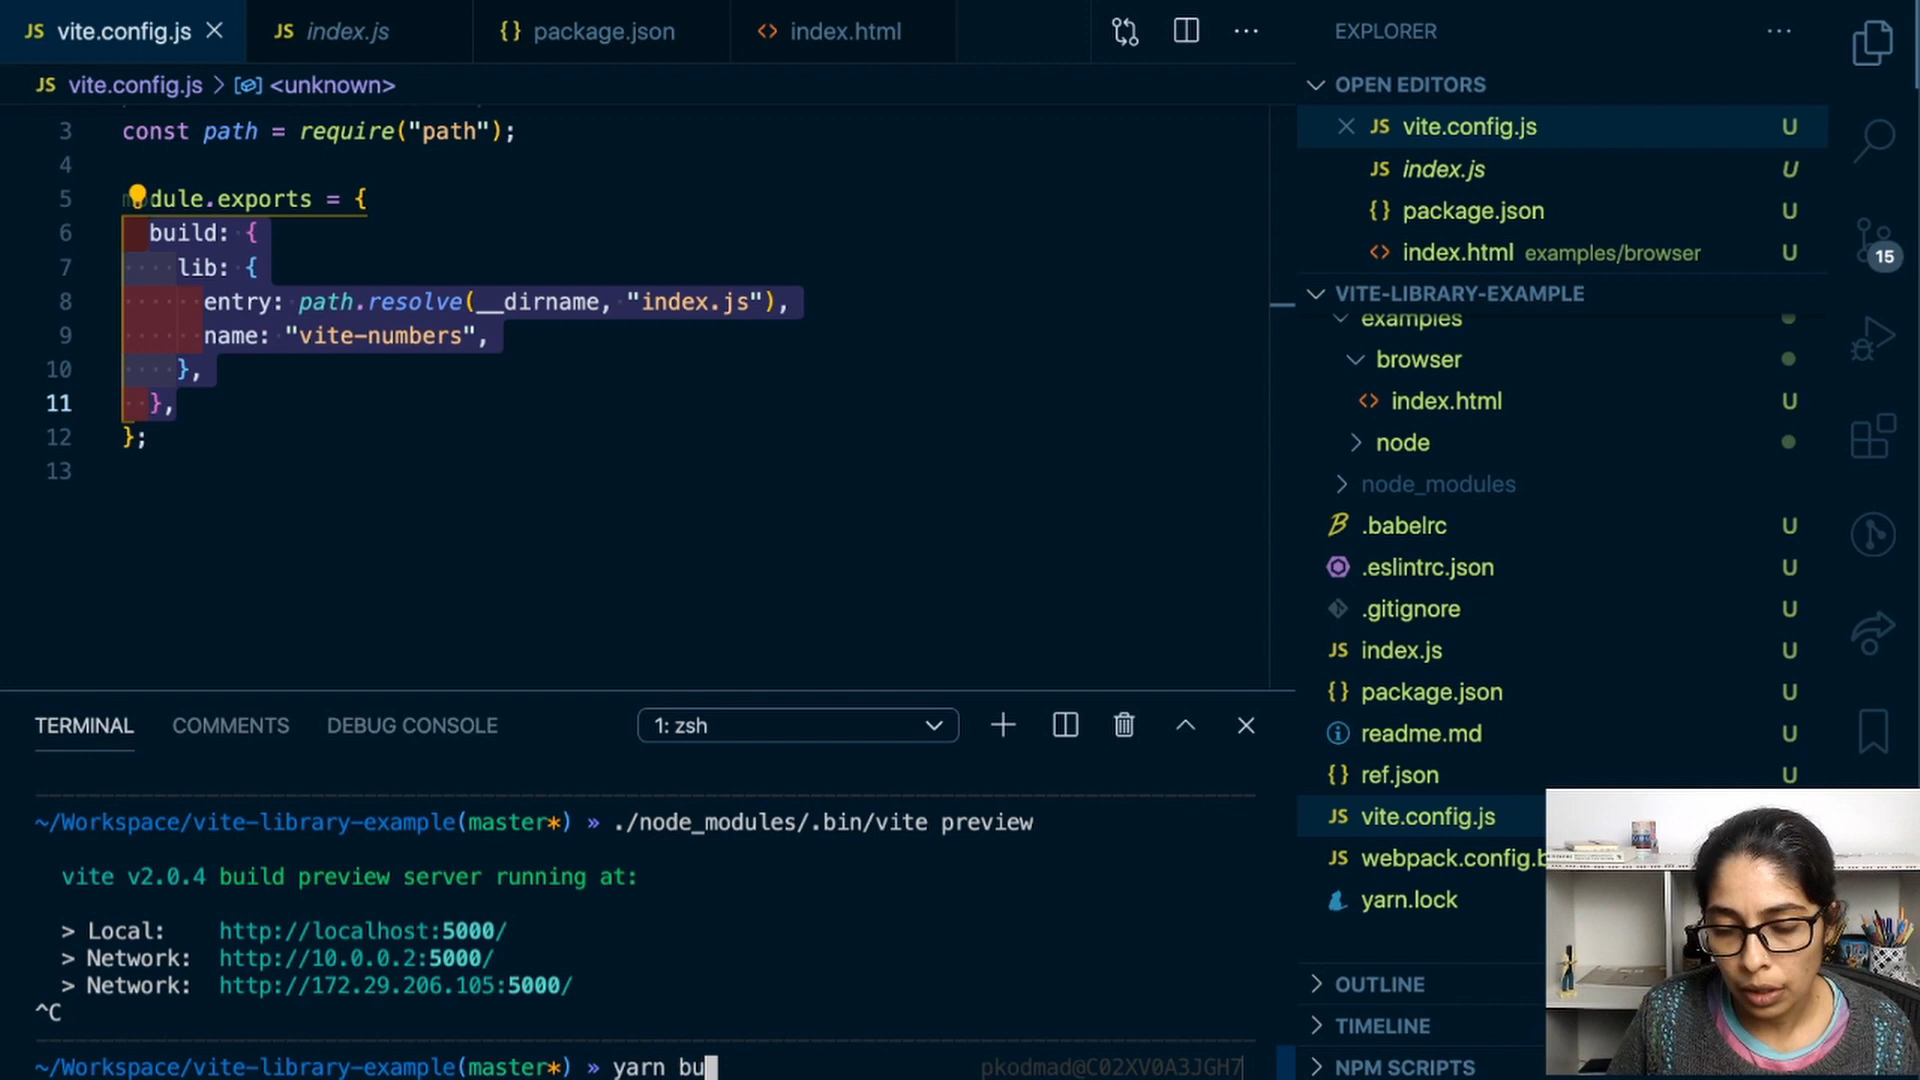 JS vite.config.js
JS index.js
{} package.json
<> index.html
JS vite.config.js > <unknown>
3 const path = require("path");
4
5 module.exports = {
6 build: {
7 lib: {
8 entry: path.resolve(__dirname, "index.js"),
9 name: "vite-numbers",
10 },
11 },
12 };
13
TERMINAL
COMMENTS
DEBUG CONSOLE
1: zsh
~/Workspace/vite-library-example(master*) » ./node_modules/.bin/vite preview
vite v2.0.4 build preview server running at:
> Local: http://localhost:5000/
> Network: http://10.0.0.2:5000/
> Network: http://172.29.206.105:5000/
^C
~/Workspace/vite-library-example(master*) » yarn bu
pkodmad@C02XV0A3JGH7
EXPLORER
OPEN EDITORS
JS vite.config.js U
JS index.js U
{} package.json U
<> index.html examples/browser U
VITE-LIBRARY-EXAMPLE
examples
browser
<> index.html U
node
node_modules
.babelrc U
.eslintrc.json U
.gitignore U
JS index.js U
{} package.json U
readme.md U
{} ref.json U
JS vite.config.js
JS webpack.config.b
yarn.lock
OUTLINE
TIMELINE
NPM SCRIPTS
15